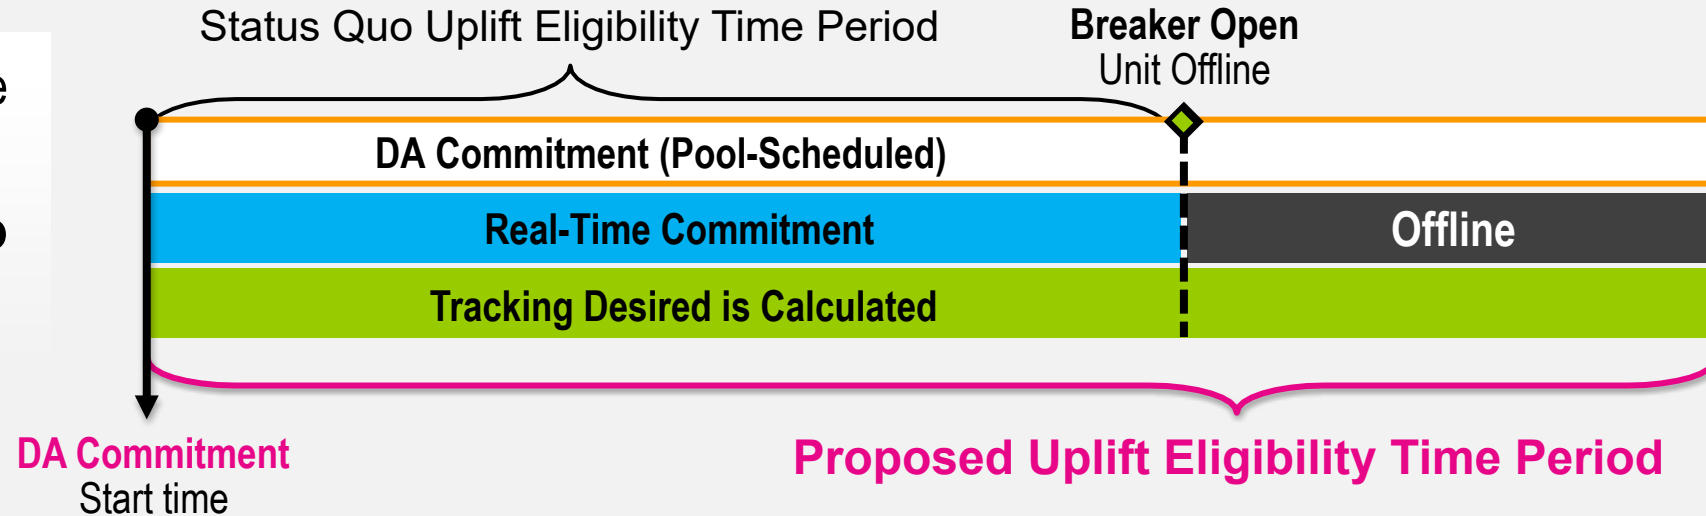 Status Quo Uplift Eligibility Time Period
Breaker Open
Unit Offline
DA Commitment (Pool-Scheduled)
Real-Time Commitment
Offline
Tracking Desired is Calculated
DA Commitment
Start time
Proposed Uplift Eligibility Time Period